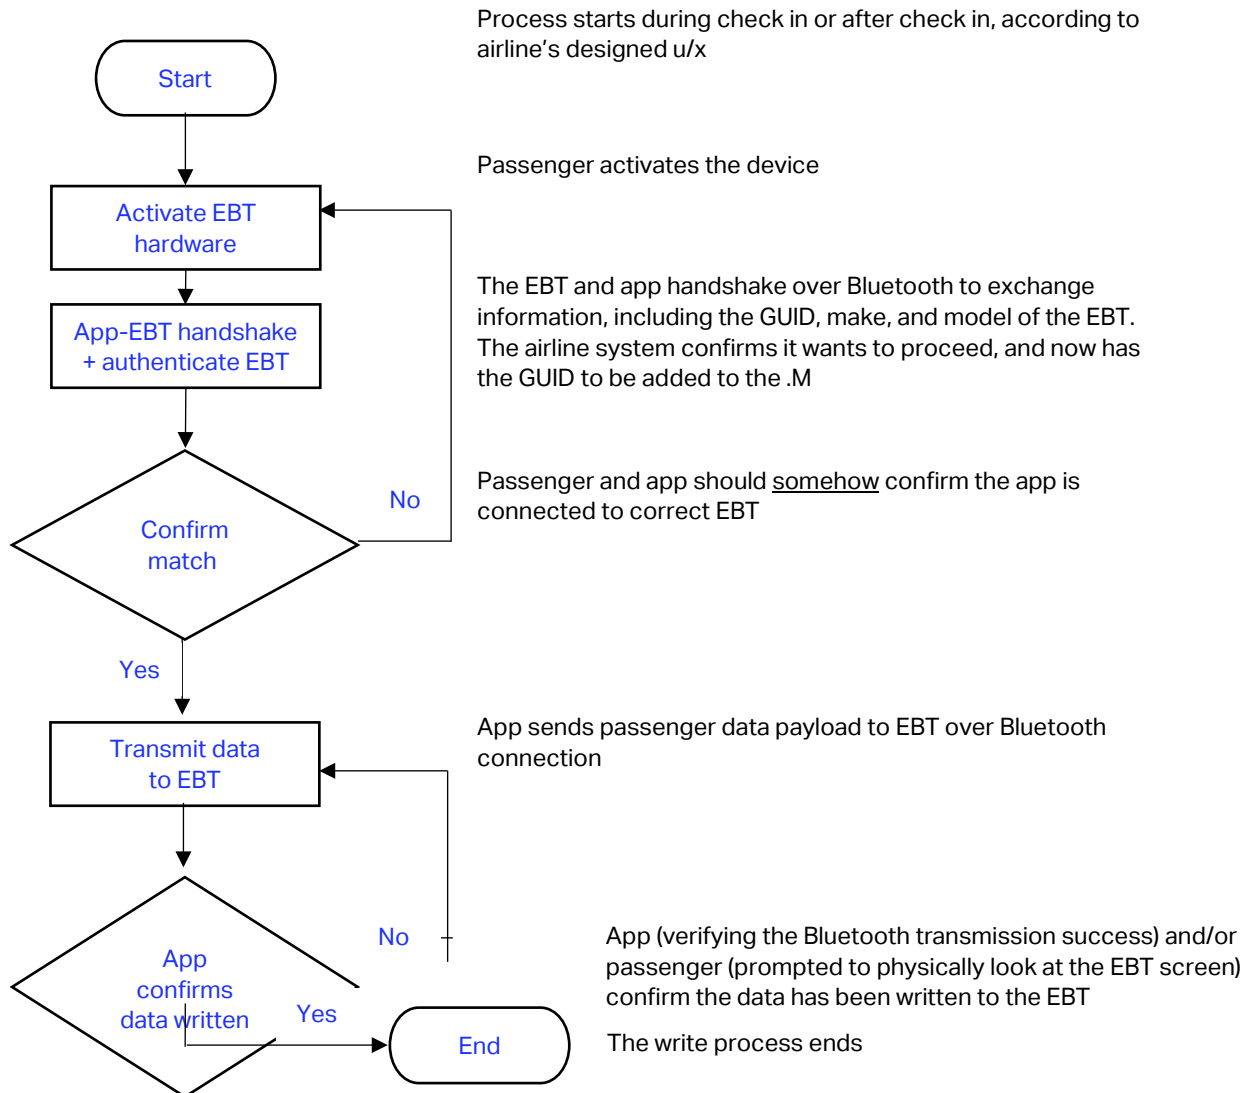 Process starts during check in or after check in, according to
airline's designed u/x
Start
Passenger activates the device
Activate EBT
hardware
The EBT and app handshake over Bluetooth to exchange
information, including the GUID, make, and model of the EBT.
The airline system confirms it wants to proceed, and now has
the GUID to be added to the .M
App-EBT handshake
+ authenticate EBT
Passenger and app should somehow confirm the app is
connected to correct EBT
No
Confirm
match
Yes
App sends passenger data payload to EBT over Bluetooth
connection
Transmit data
to EBT
No
App (verifying the Bluetooth transmission success) and/or
passenger (prompted to physically look at the EBT screen)
confirm the data has been written to the EBT
App
confirms
data written
Yes
End
The write process ends